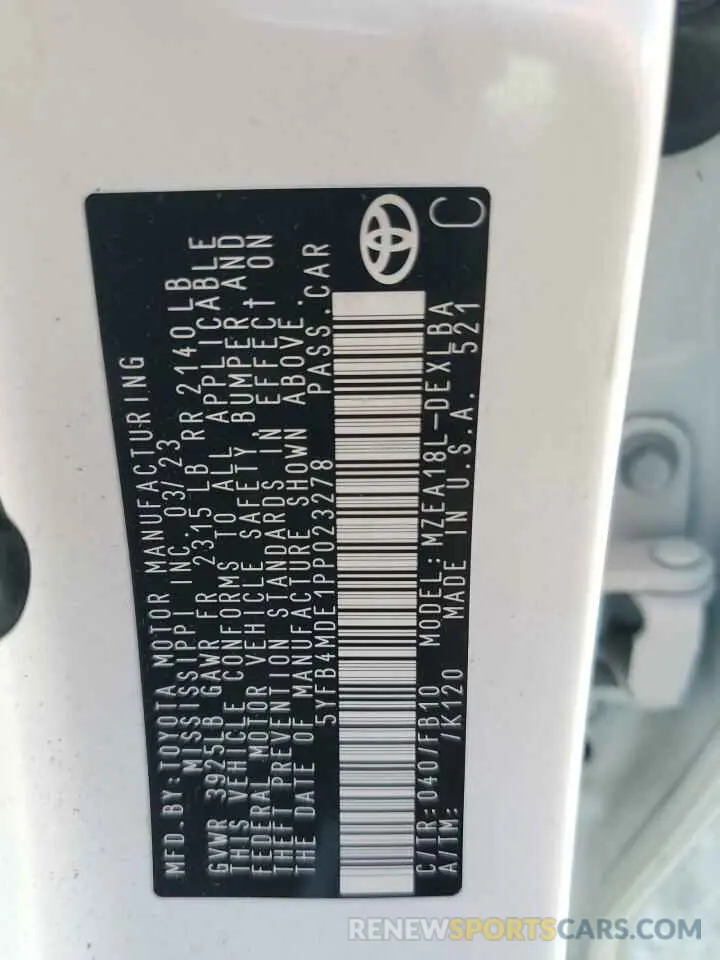 MFD. BY: TOYOTA MOTOR MANUFACTURING
MISSISSIPPI INC. 03/23
GVWR 3925LB GAWR FR 2315 LB RR 2140LB
THIS VEHICLE CONFORMS TO ALL APPLICABLE
FEDERAL MOTOR VEHICLE SAFETY, BUMPER AND
THEFT PREVENTION STANDARDS IN EFFECT ON
THE DATE OF MANUFACTURE SHOWN ABOVE.
5YFB4MDE1PP023278 PASS. CAR
C/TR: 040/FB10 MODEL: MZEA18L-DEXLBA
A/TM: /K120 MADE IN U.S.A. 521
C
RENEWSPORTSCARS.COM